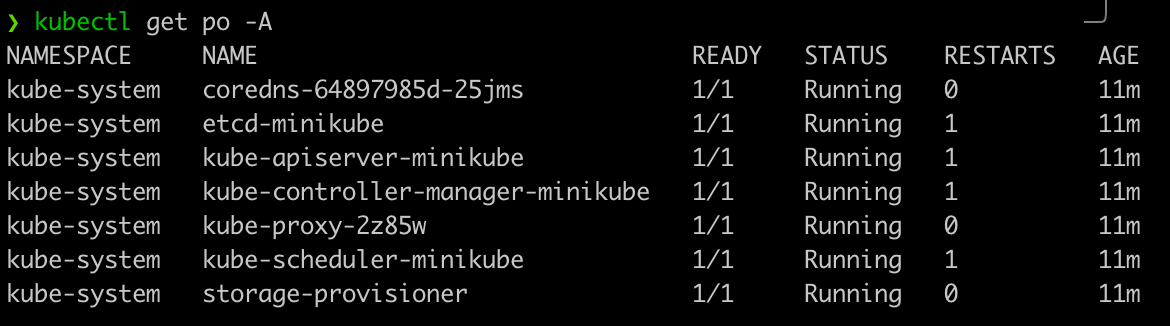 ❯ kubectl get po -A
NAMESPACE     NAME                               READY   STATUS    RESTARTS   AGE
kube-system   coredns-64897985d-25jms            1/1     Running   0          11m
kube-system   etcd-minikube                      1/1     Running   1          11m
kube-system   kube-apiserver-minikube            1/1     Running   1          11m
kube-system   kube-controller-manager-minikube   1/1     Running   1          11m
kube-system   kube-proxy-2z85w                   1/1     Running   0          11m
kube-system   kube-scheduler-minikube            1/1     Running   1          11m
kube-system   storage-provisioner                1/1     Running   0          11m